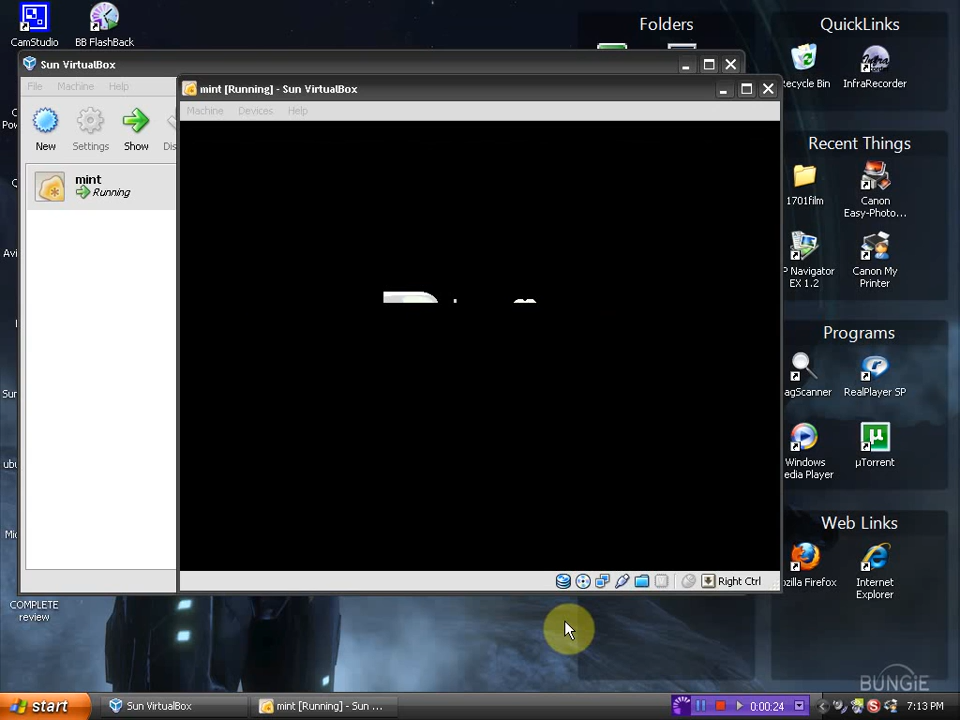 Folders
QuickLinks
CamStudio
BB FlashBack
ecycle Bin
InfraRecorder
Sun VirtualBox
File Machine Help
New
Settings
Show
mint
Running
mint [Running] - Sun VirtualBox
Machine Devices Help
Recent Things
1701film
Canon
Easy-Photo...
P Navigator
EX 1.2
Canon My
Printer
Programs
agScanner
RealPlayer SP
Windows
edia Player
µTorrent
Web Links
zilla Firefox
Internet
Explorer
Right Ctrl
COMPLETE
review
BUNGiE
start
Sun VirtualBox
mint [Running] - Sun ...
0:00:24
7:13 PM